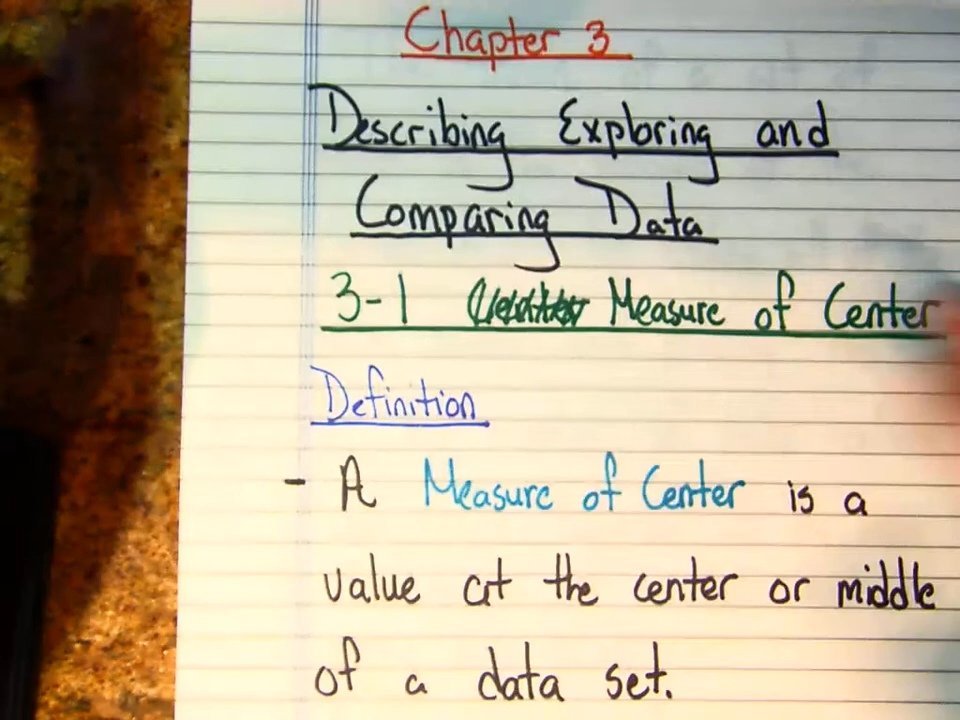 Chapter 3
Describing Exploring and
Comparing Data
3-1 Measure of Center
Definition
- A Measure of Center is a
value at the center or middle
of a data set.